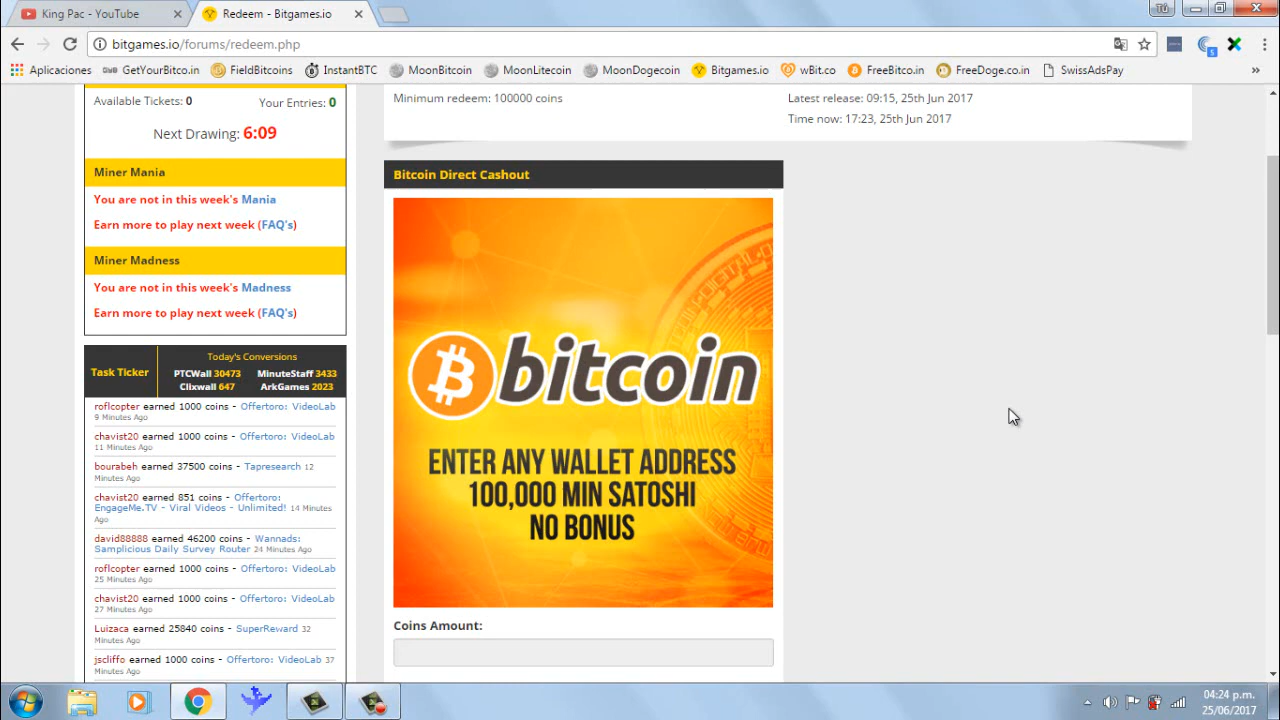 King Pac - YouTube
Redeem - Bitgames.io
bitgames.io/forums/redeem.php
Aplicaciones
GetYourBitco.in
FieldBitcoins
InstantBTC
MoonBitcoin
MoonLitecoin
MoonDogecoin
Bitgames.io
wBit.co
FreeBitco.in
FreeDoge.co.in
SwissAdsPay
»
Available Tickets: 0
Your Entries: 0
Next Drawing: 6:09
Miner Mania
You are not in this week's Mania
Earn more to play next week (FAQ's)
Miner Madness
You are not in this week's Madness
Earn more to play next week (FAQ's)
Task Ticker
Today's Conversions
PTCWall 30473 MinuteStaff 3433
Clixwall 647 ArkGames 2023
roflcopter earned 1000 coins - Offertoro: VideoLab
9 Minutes Ago
chavist20 earned 1000 coins - Offertoro: VideoLab
11 Minutes Ago
bourabeh earned 37500 coins - Tapresearch 12
Minutes Ago
chavist20 earned 851 coins - Offertoro:
EngageMe.TV - Viral Videos - Unlimited! 14 Minutes
Ago
david88888 earned 46200 coins - Wannads:
Samplicious Daily Survey Router 24 Minutes Ago
roflcopter earned 1000 coins - Offertoro: VideoLab
25 Minutes Ago
chavist20 earned 1000 coins - Offertoro: VideoLab
27 Minutes Ago
Luizaca earned 25840 coins - SuperReward 32
Minutes Ago
jscliffo earned 1000 coins - Offertoro: VideoLab 37
Minutes Ago
Minimum redeem: 100000 coins
Latest release: 09:15, 25th Jun 2017
Time now: 17:23, 25th Jun 2017
Bitcoin Direct Cashout
bitcoin
ENTER ANY WALLET ADDRESS
100,000 MIN SATOSHI
NO BONUS
Coins Amount:
04:24 p.m.
25/06/2017